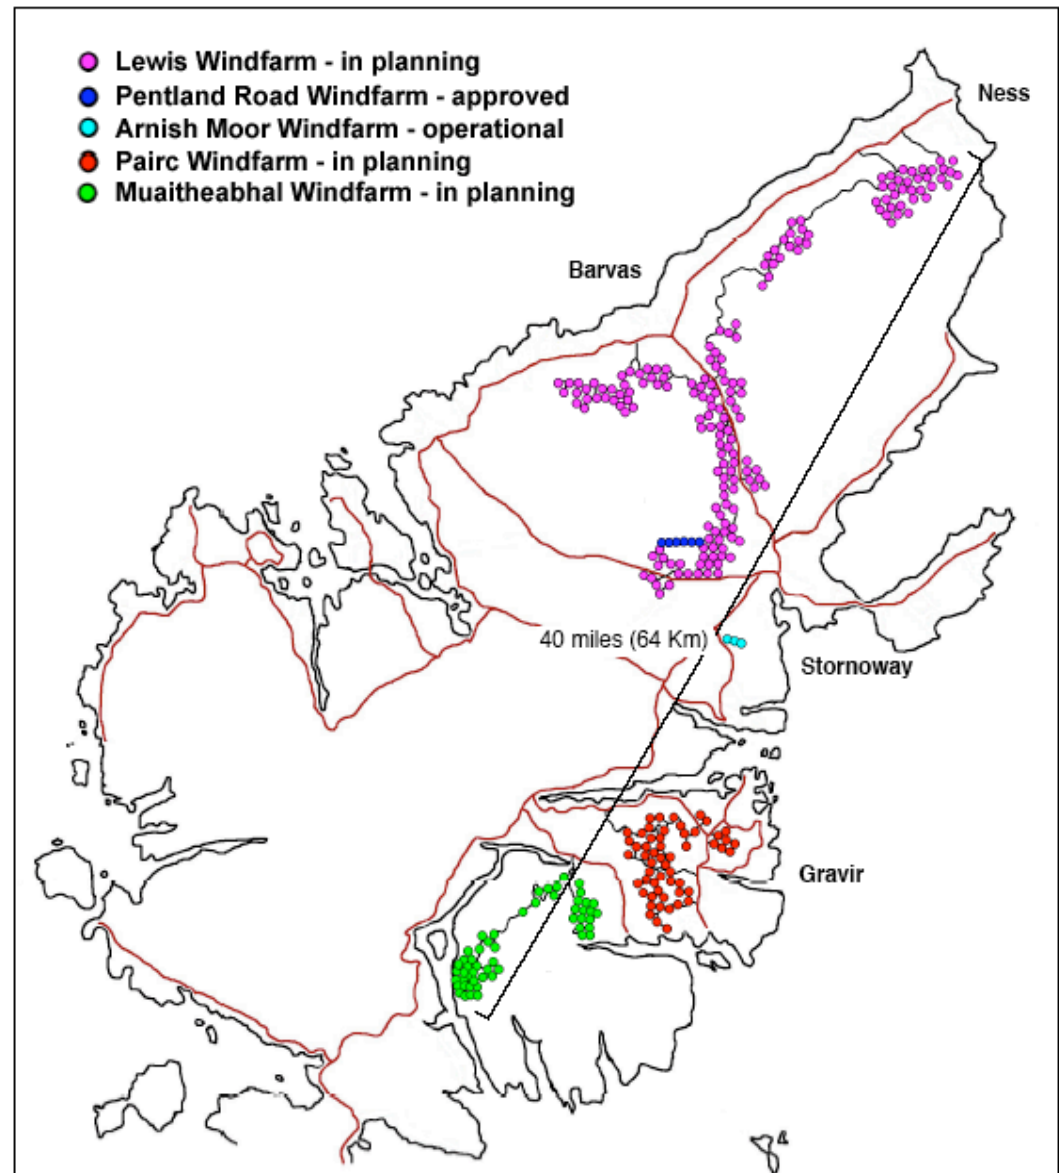 Lewis Windfarm - in planning
Pentland Road Windfarm - approved
Arnish Moor Windfarm - operational
Pairc Windfarm - in planning
Muaitheabhal Windfarm - in planning
Ness
Barvas
40 miles (64 Km)
Stornoway
Gravir